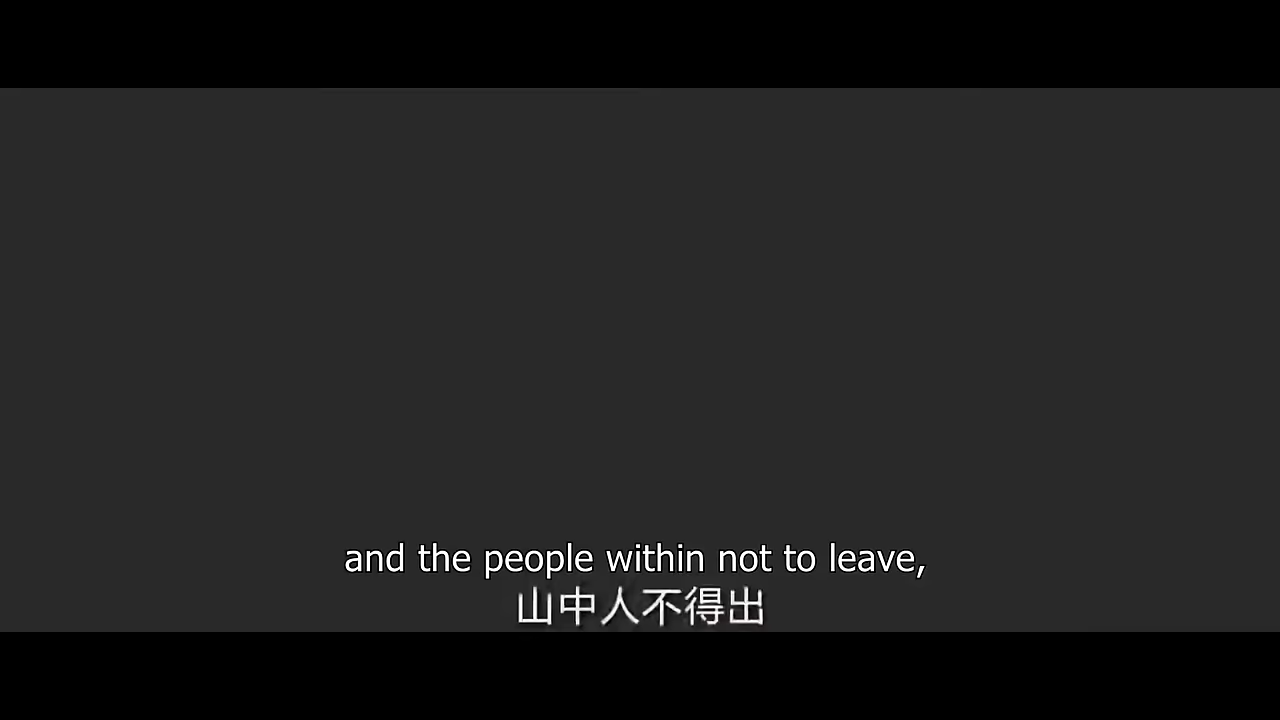 and the people within not to leave,
山中人不得出